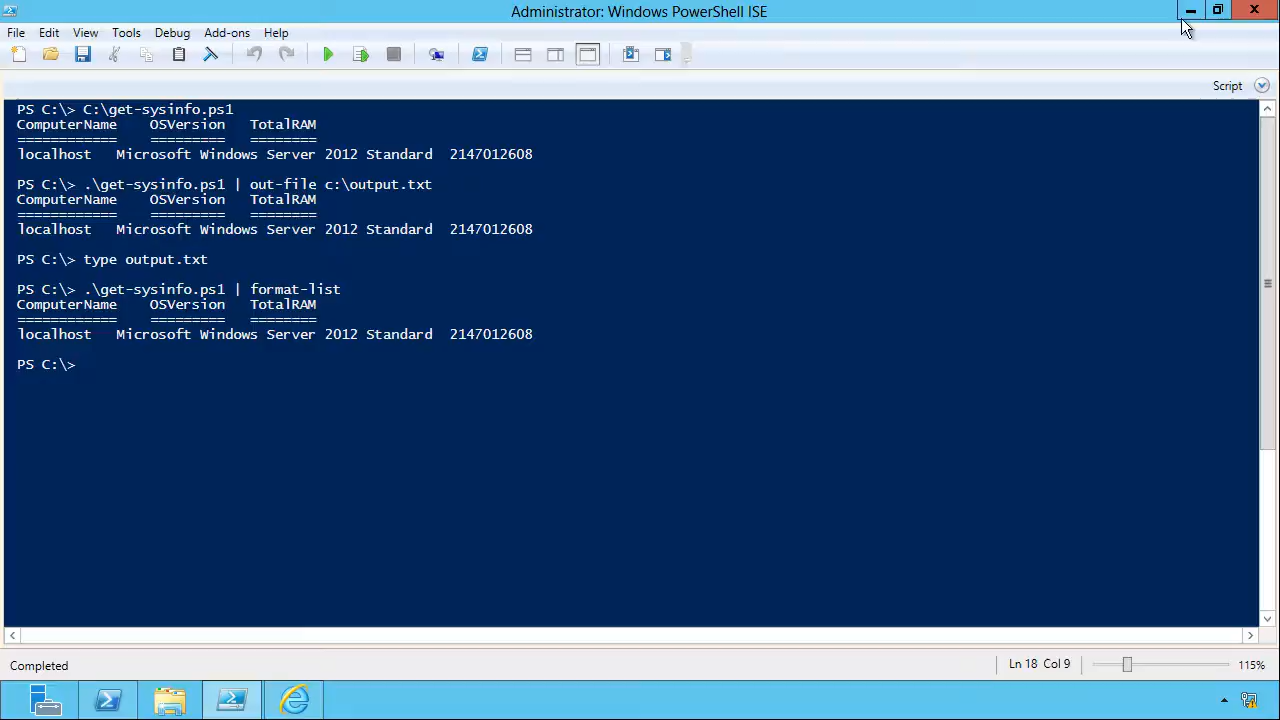 Administrator: Windows PowerShell ISE
File Edit View Tools Debug Add-ons Help
Script
PS C:\> C:\get-sysinfo.ps1
ComputerName    OSVersion   TotalRAM
============    =========   ========
localhost   Microsoft Windows Server 2012 Standard  2147012608
PS C:\> .\get-sysinfo.ps1 | out-file c:\output.txt
ComputerName    OSVersion   TotalRAM
============    =========   ========
localhost   Microsoft Windows Server 2012 Standard  2147012608
PS C:\> type output.txt
PS C:\> .\get-sysinfo.ps1 | format-list
ComputerName    OSVersion   TotalRAM
============    =========   ========
localhost   Microsoft Windows Server 2012 Standard  2147012608
PS C:\>
Completed
Ln 18 Col 9
115%